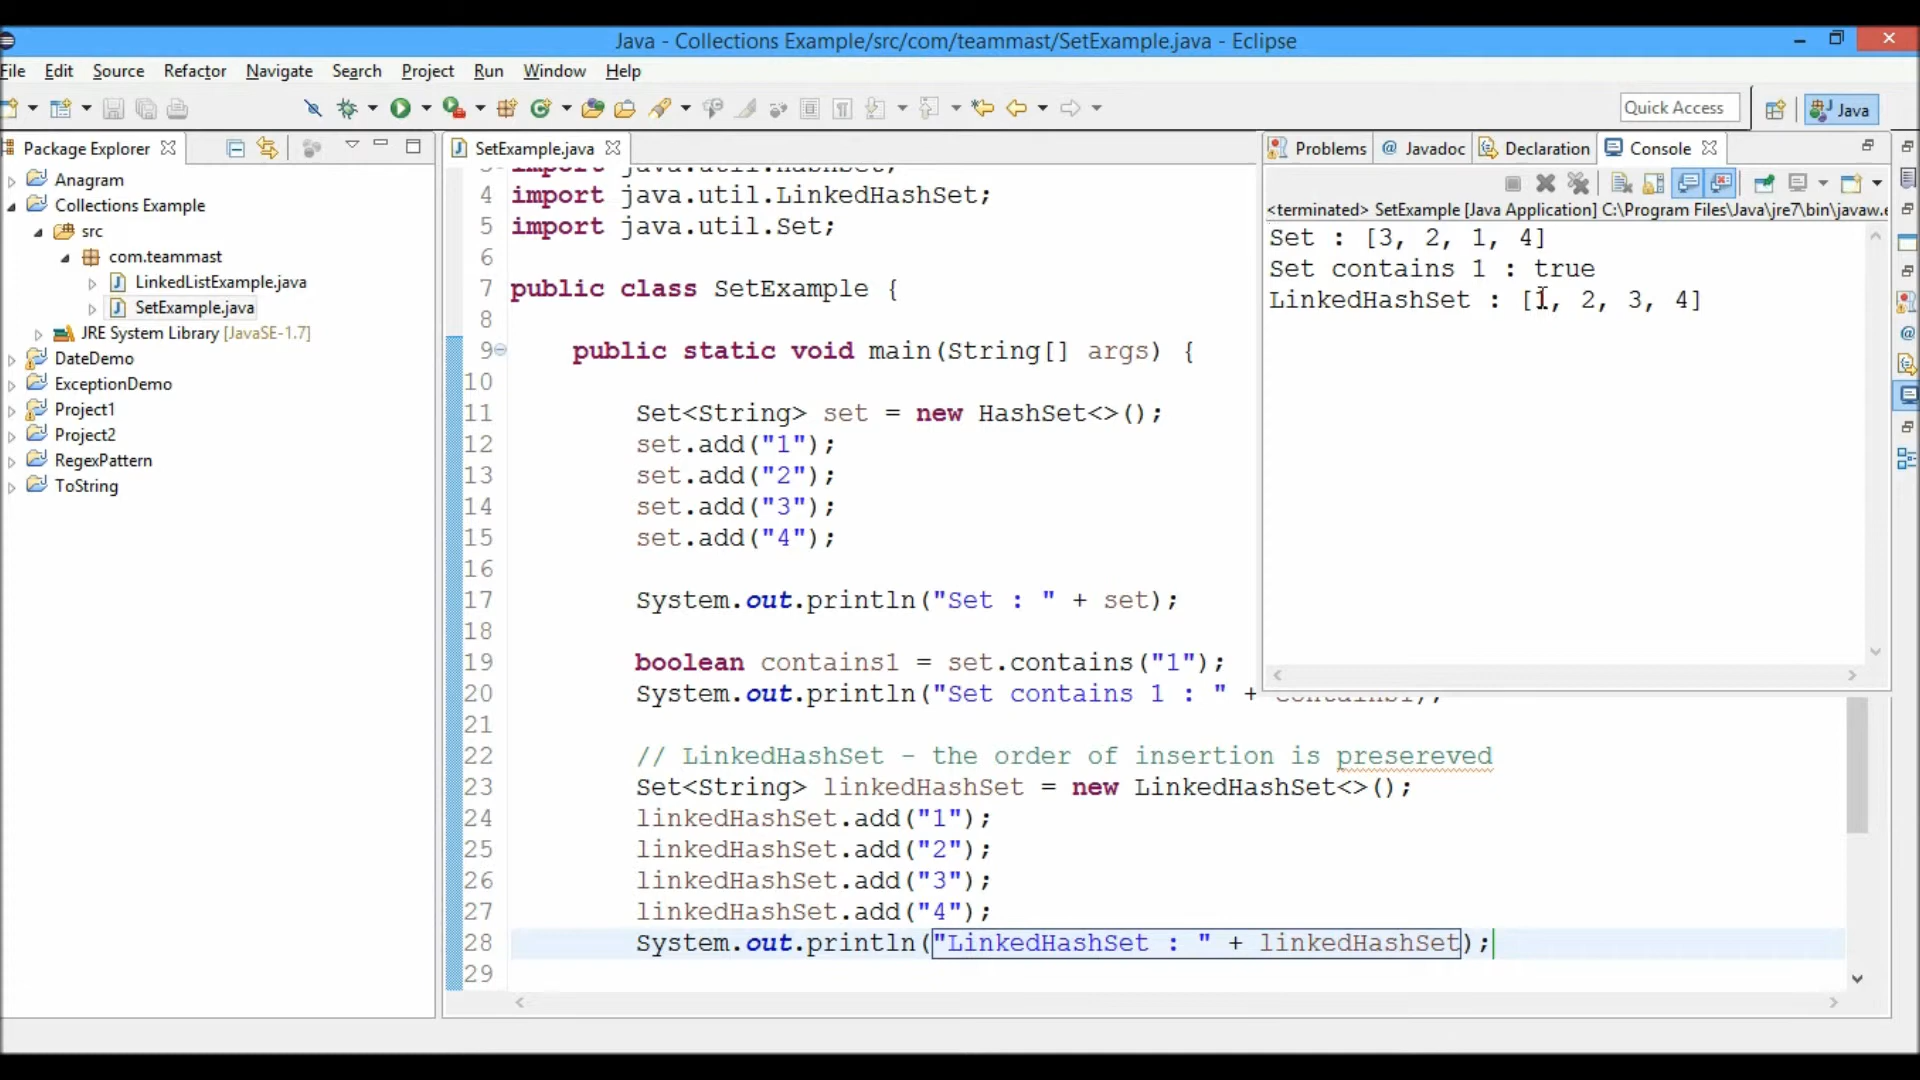 Java - Collections Example/src/com/teammast/SetExample.java - Eclipse
File Edit Source Refactor Navigate Search Project Run Window Help
Quick Access
Java
Package Explorer
Anagram
Collections Example
src
com.teammast
LinkedListExample.java
SetExample.java
JRE System Library [JavaSE-1.7]
DateDemo
ExceptionDemo
Project1
Project2
RegexPattern
ToString
SetExample.java
3 import java.util.HashSet;
4 import java.util.LinkedHashSet;
5 import java.util.Set;
6
7 public class SetExample {
8
9 public static void main(String[] args) {
10
11 Set<String> set = new HashSet<>();
12 set.add("1");
13 set.add("2");
14 set.add("3");
15 set.add("4");
16
17 System.out.println("Set : " + set);
18
19 boolean contains1 = set.contains("1");
20 System.out.println("Set contains 1 : " + contains1);
21
22 // LinkedHashSet - the order of insertion is presereved
23 Set<String> linkedHashSet = new LinkedHashSet<>();
24 linkedHashSet.add("1");
25 linkedHashSet.add("2");
26 linkedHashSet.add("3");
27 linkedHashSet.add("4");
28 System.out.println("LinkedHashSet : " + linkedHashSet);
29
Problems @ Javadoc Declaration Console
<terminated> SetExample [Java Application] C:\Program Files\Java\jre7\bin\javaw.e
Set : [3, 2, 1, 4]
Set contains 1 : true
LinkedHashSet : [1, 2, 3, 4]